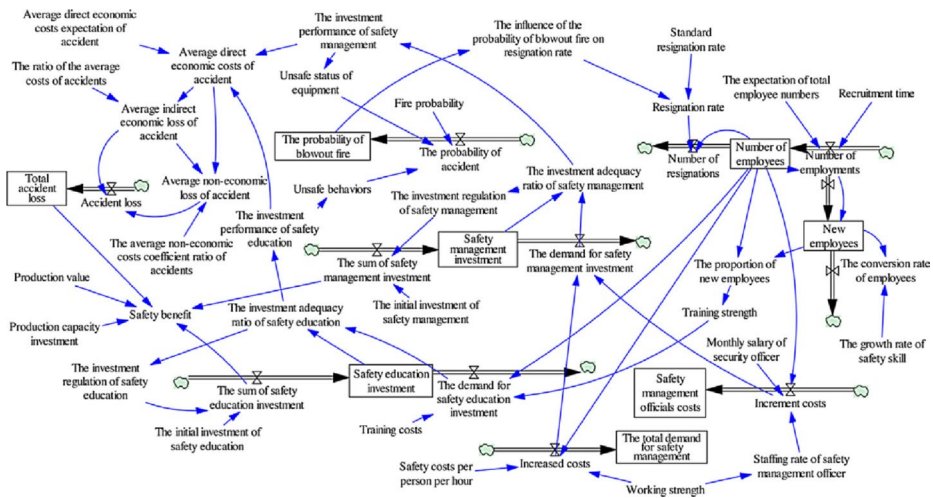 Average direct economic
costs expectation of
accident
The investment
performance of safety
management
The influence of the
probability of blowout fire on
resignation rate
Standard
resignation rate
The ratio of the average
costs of accidents
Average direct
economic costs of
accident
Unsafe status of
equipment
Fire probability
The expectation of total
employee numbers
Recruitment time
Average indirect
economic loss of
accident
Resignation rate
The probability of
blowout fire
The probability of
accident
Number of
resignations
Number of
employees
Number of
employments
Total
accident
loss
Accident loss
Average non-economic
loss of accident
Unsafe behaviors
The investment adequacy
ratio of safety management
The investment regulation
of safety management
The investment
performance of safety
education
New
employees
The average non-economic
costs coefficient ratio of
accidents
Safety
management
investment
The sum of safety
management investment
The demand for safety
management investment
The proportion of
new employees
The conversion rate
of employees
Production value
Safety benefit
The investment adequacy
ratio of safety education
The initial investment
of safety management
Training strength
Production capacity
investment
Monthly salary of
security officer
The growth rate of
safety skill
The investment
regulation of safety
education
The sum of safety
education investment
Safety education
investment
The demand for
safety education
investment
Safety
management
officials costs
Increment costs
The initial investment of
safety education
Training costs
Safety costs per
person per hour
Increased costs
The total demand
for safety
management
Staffing rate of safety
management officer
Working strength